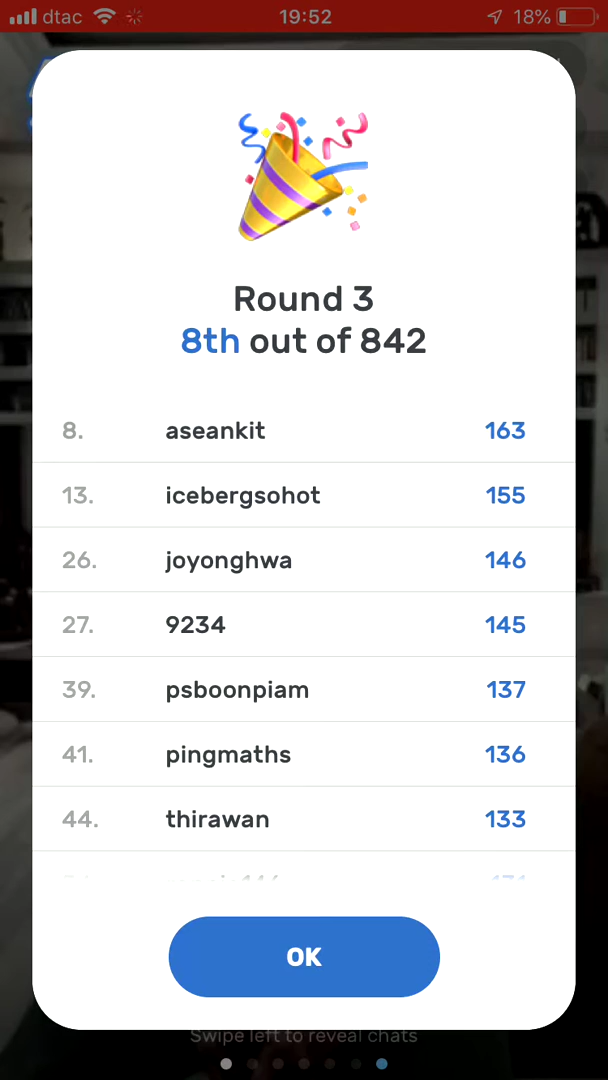 dtac 19:52 18%
Round 3
8th out of 842
8. aseankit 163
13. icebergsohot 155
26. joyonghwa 146
27. 9234 145
39. psboonpiam 137
41. pingmaths 136
44. thirawan 133
OK
Swipe left to reveal chats